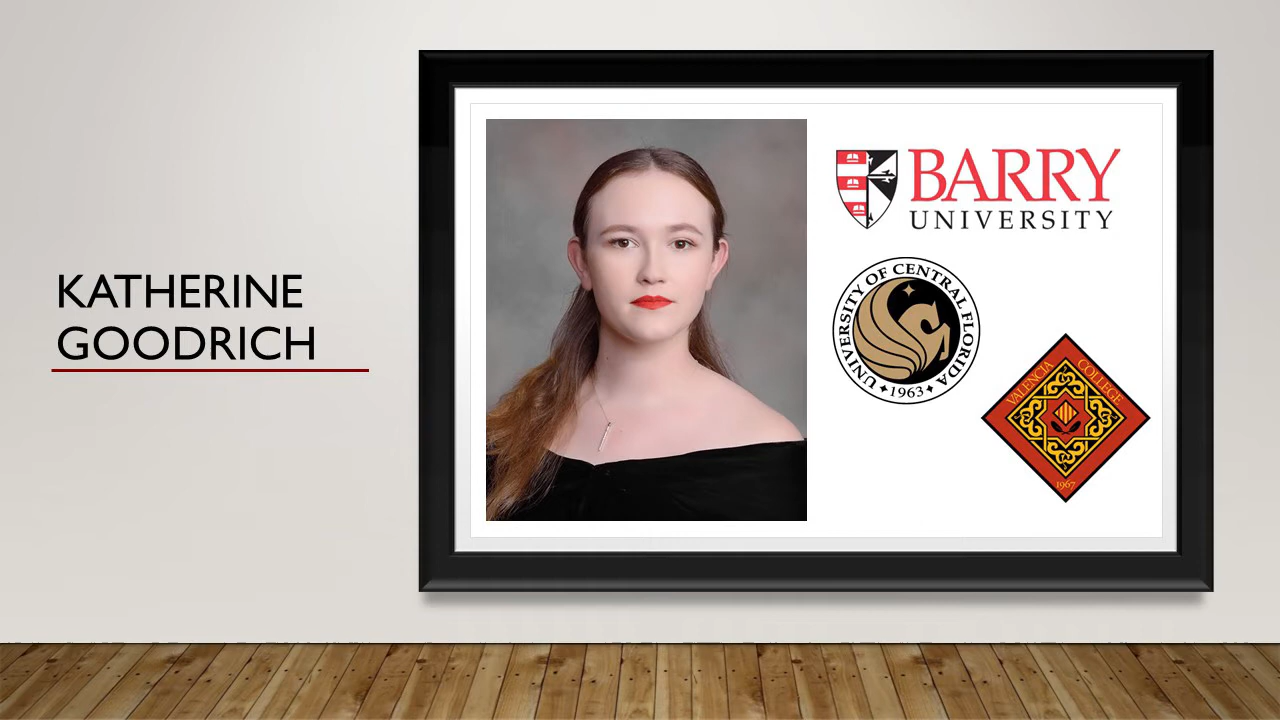 KATHERINE
GOODRICH
BARRY
UNIVERSITY
UNIVERSITY OF CENTRAL FLORIDA
1963
VALENCIA COLLEGE
1967